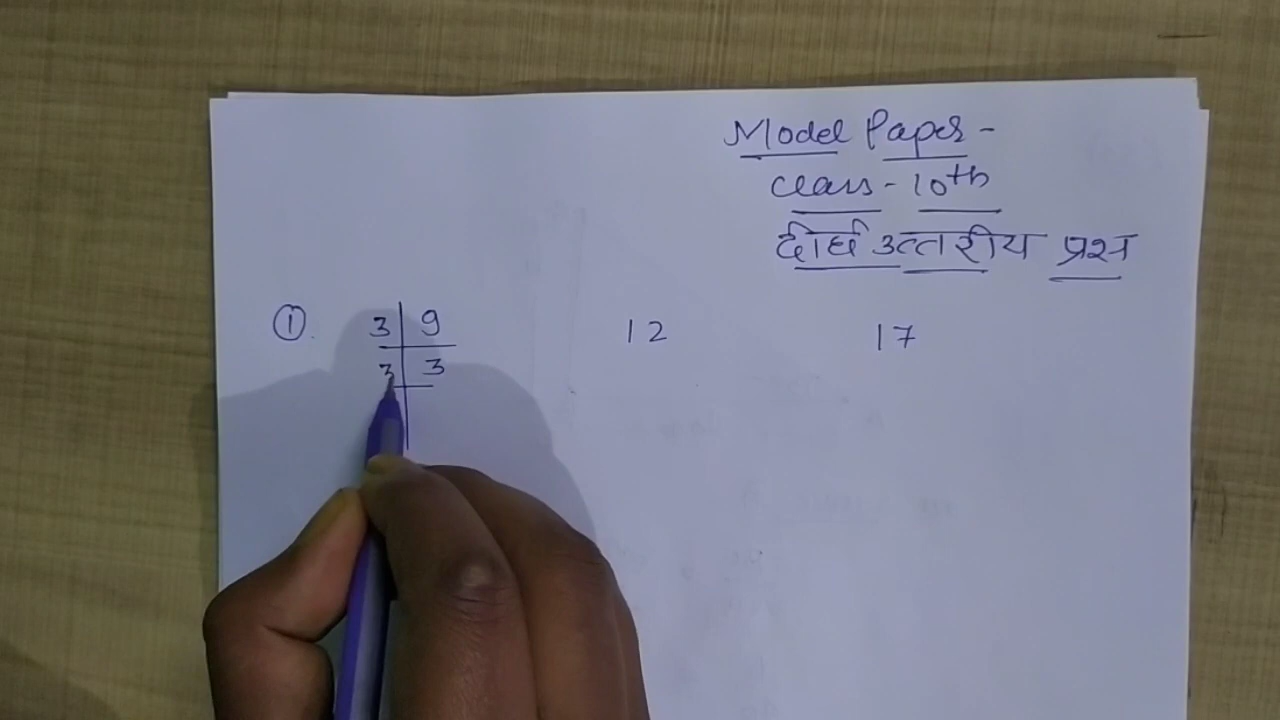 Model Paper -
Class - 10th
दीर्घ उत्तरीय प्रश्न
① . 3 9 12 17
3 3